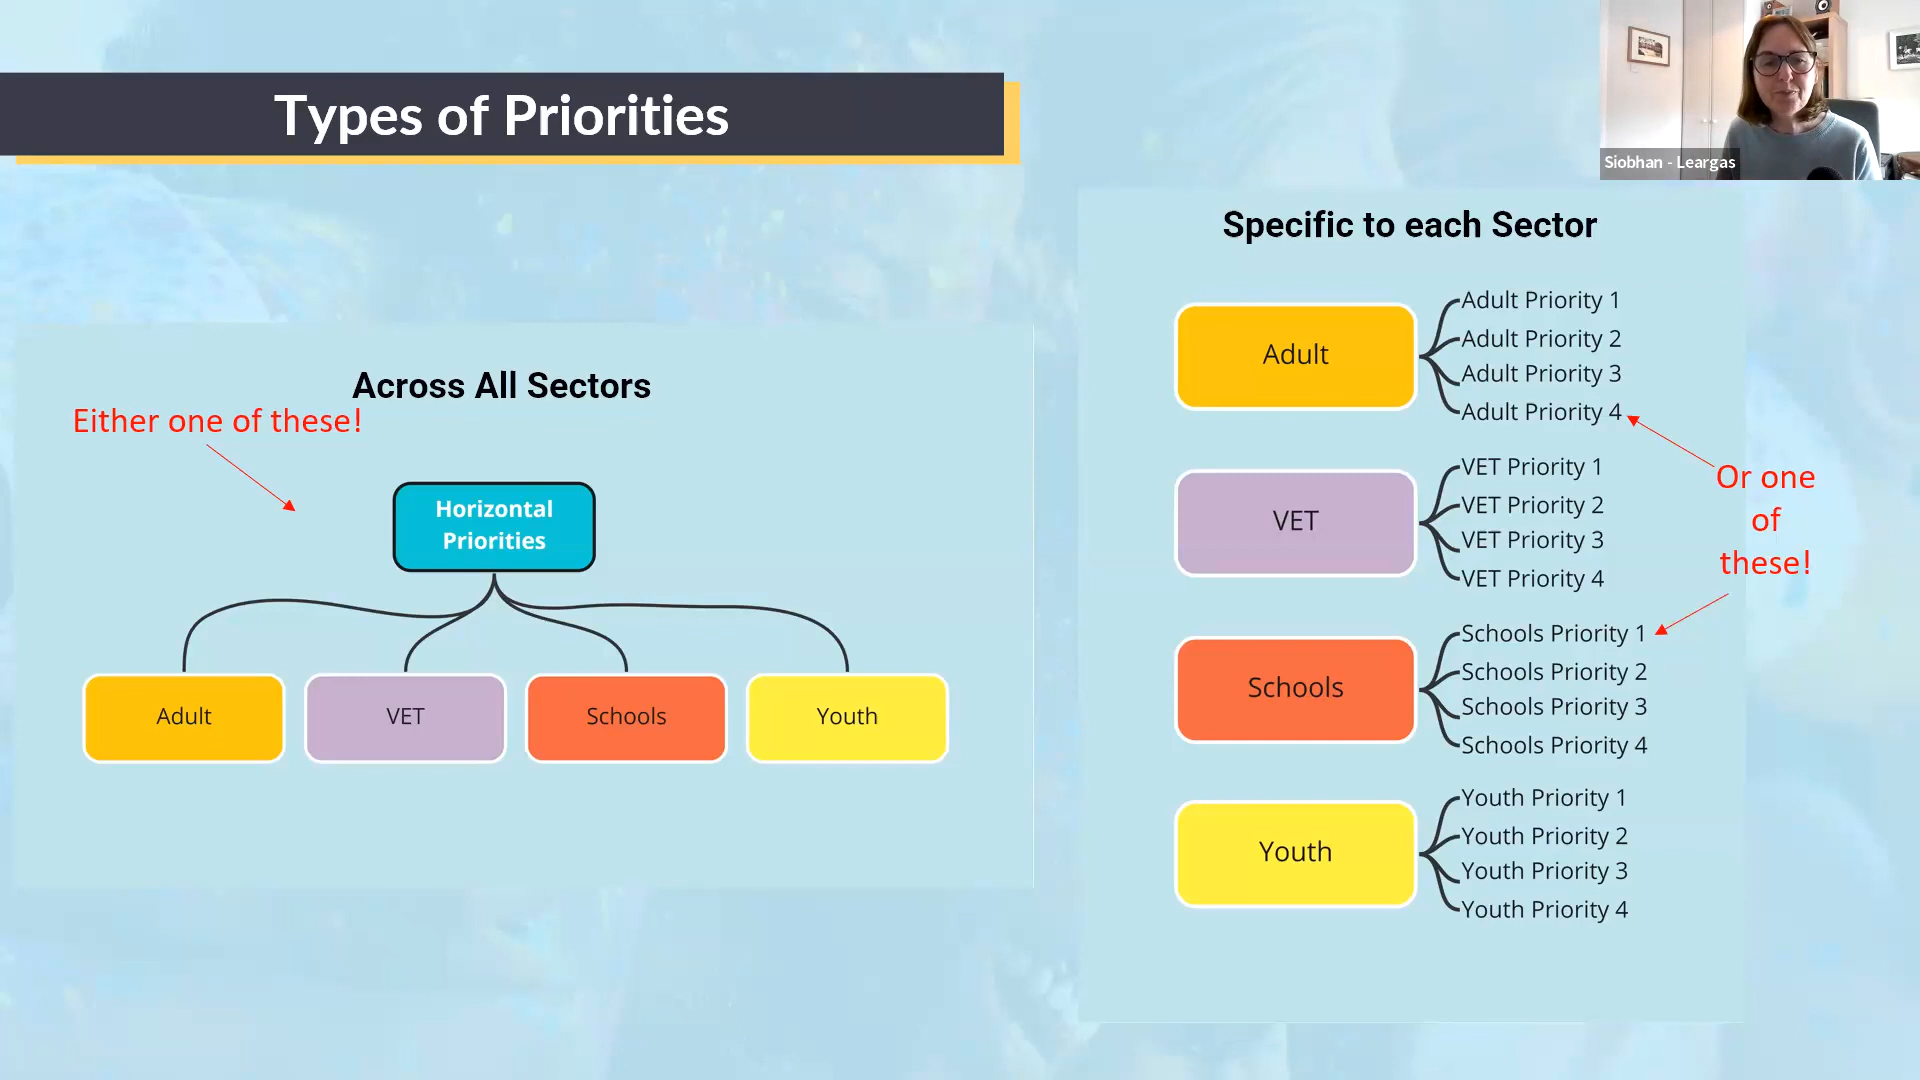 Types of Priorities
Siobhan - Leargas
Across All Sectors
Either one of these!
Horizontal
Priorities
Adult
VET
Schools
Youth
Specific to each Sector
Adult
Adult Priority 1
Adult Priority 2
Adult Priority 3
Adult Priority 4
VET
VET Priority 1
VET Priority 2
VET Priority 3
VET Priority 4
Or one
of
these!
Schools
Schools Priority 1
Schools Priority 2
Schools Priority 3
Schools Priority 4
Youth
Youth Priority 1
Youth Priority 2
Youth Priority 3
Youth Priority 4